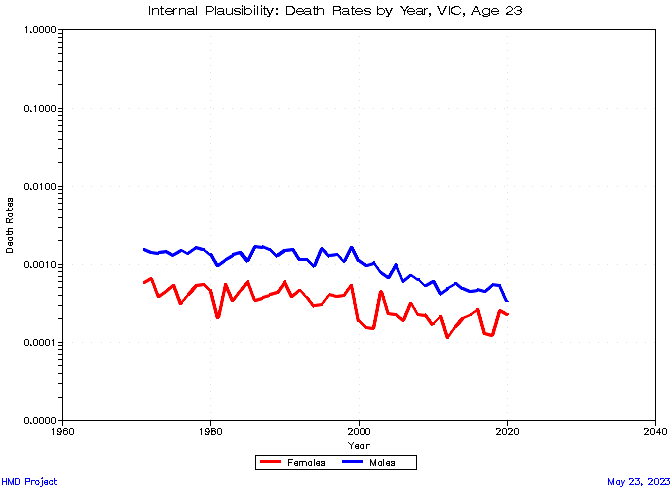 Internal Plausibility: Death Rates by Year, VIC, Age 23
1.0000
0.1000
0.0100
0.0010
0.0001
0.0000
Death Rates
1960
1980
2000
2020
2040
Year
Females
Males
HMD Project
May 23, 2023